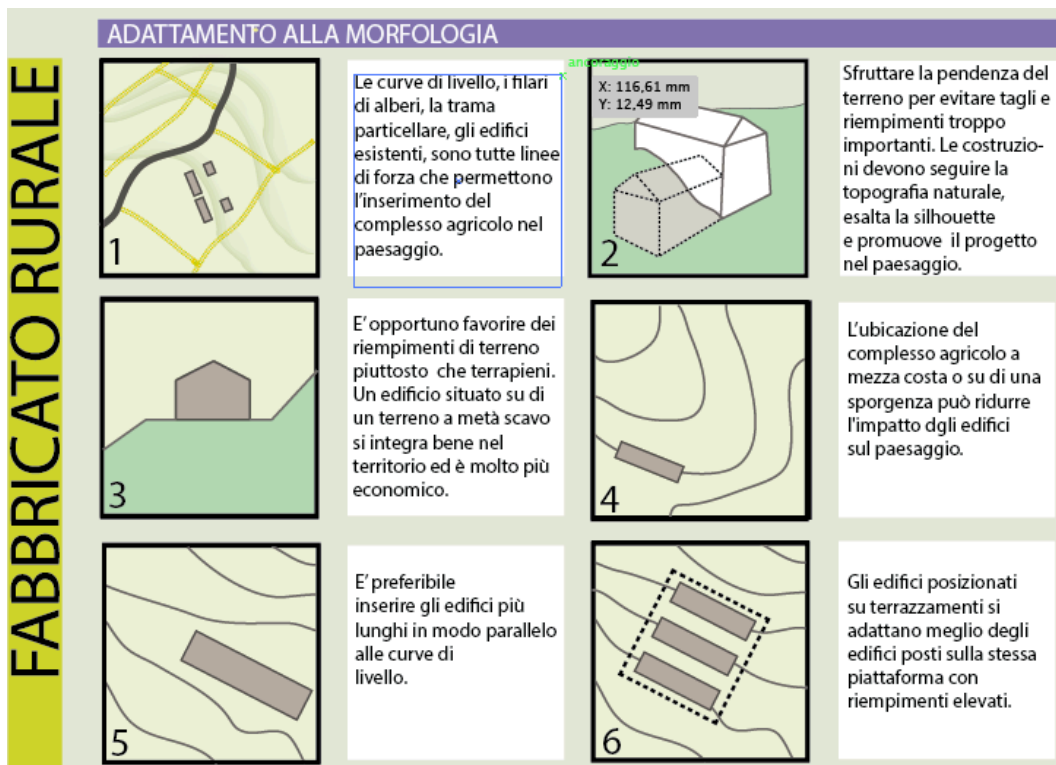 ADATTAMENTO ALLA MORFOLOGIA
FABBRICATO RURALE
1
Le curve di livello, i filari
di alberi, la trama
particellare, gli edifici
esistenti, sono tutte linee
di forza che permettono
l'inserimento del
complesso agricolo nel
paesaggio.
ancoraggio
X: 116,61 mm
Y: 12,49 mm
2
Sfruttare la pendenza del
terreno per evitare tagli e
riempimenti troppo
importanti. Le costruzio-
ni devono seguire la
topografia naturale,
esalta la silhouette
e promuove il progetto
nel paesaggio.
3
E' opportuno favorire dei
riempimenti di terreno
piuttosto che terrapieni.
Un edificio situato su di
un terreno a metà scavo
si integra bene nel
territorio ed è molto più
economico.
4
L'ubicazione del
complesso agricolo a
mezza costa o su di una
sporgenza può ridurre
l'impatto dgli edifici
sul paesaggio.
5
E' preferibile
inserire gli edifici più
lunghi in modo parallelo
alle curve di
livello.
6
Gli edifici posizionati
su terrazzamenti si
adattano meglio degli
edifici posti sulla stessa
piattaforma con
riempimenti elevati.